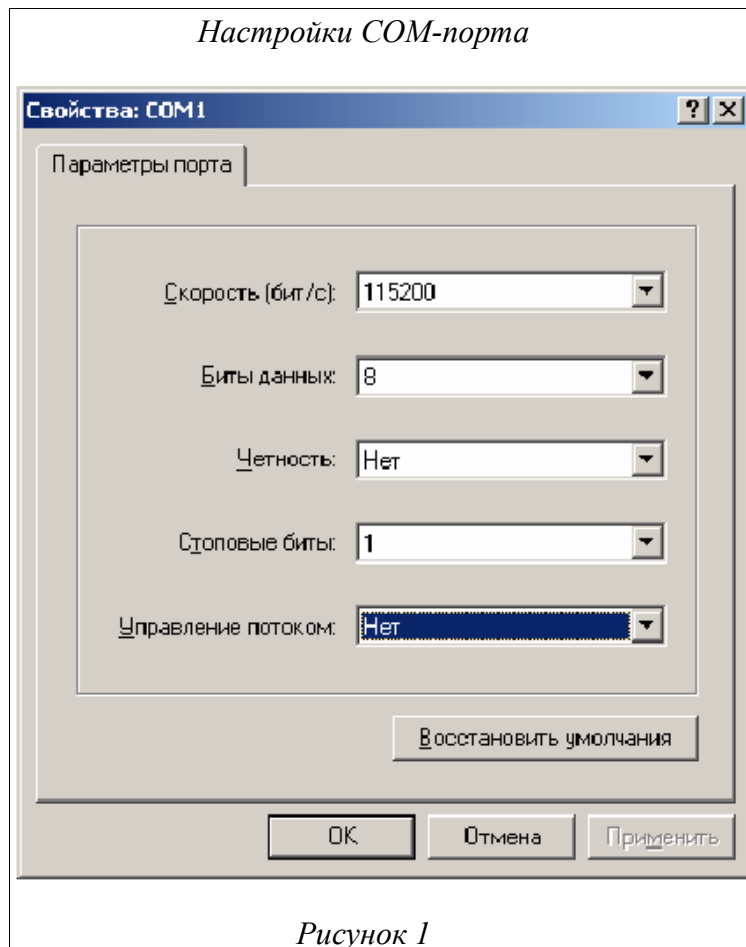 Настройки COM-порта
Свойства: COM1
Параметры порта
Скорость (бит/с): 115200
Биты данных: 8
Четность: Нет
Стоповые биты: 1
Управление потоком: Нет
Восстановить умолчания
OK Отмена Применить
Рисунок 1